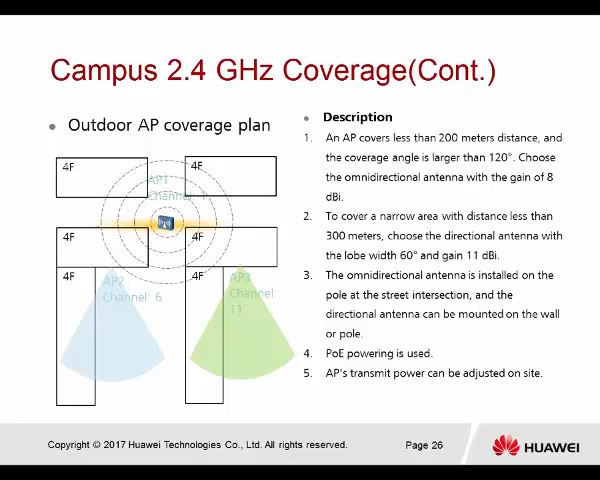 Campus 2.4 GHz Coverage(Cont.)
● Outdoor AP coverage plan
4F
4F
AP1
Channel: 1
4F
4F
4F
4F
AP2
Channel: 6
AP3
Channel:
11
● Description
1. An AP covers less than 200 meters distance, and
the coverage angle is larger than 120°. Choose
the omnidirectional antenna with the gain of 8
dBi.
2. To cover a narrow area with distance less than
300 meters, choose the directional antenna with
the lobe width 60° and gain 11 dBi.
3. The omnidirectional antenna is installed on the
pole at the street intersection, and the
directional antenna can be mounted on the wall
or pole.
4. PoE powering is used.
5. AP's transmit power can be adjusted on site.
Copyright © 2017 Huawei Technologies Co., Ltd. All rights reserved.
Page 26
HUAWEI